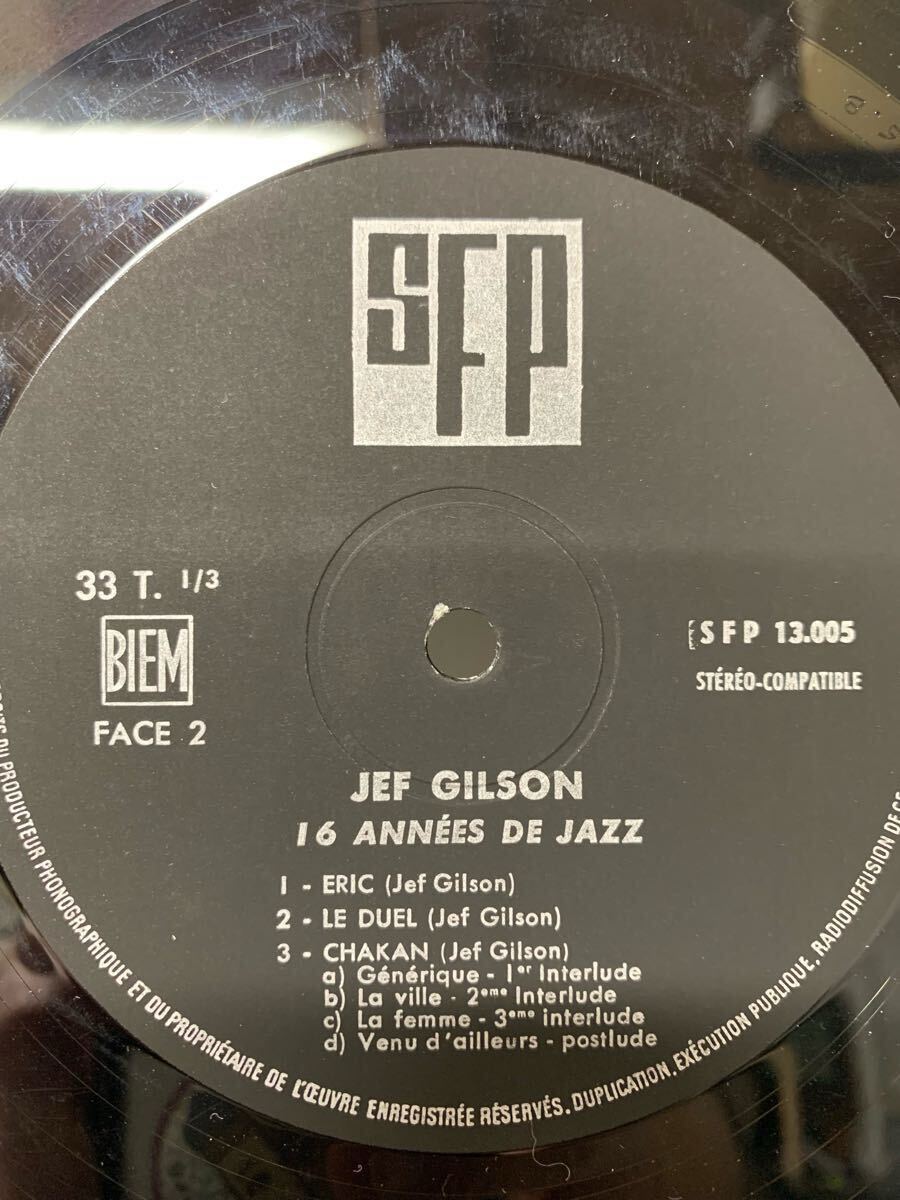 SFP
33 T. 1/3
BIEM
FACE 2
SFP 13.005
STÉRÉO-COMPATIBLE
JEF GILSON
16 ANNÉES DE JAZZ
1 - ERIC (Jef Gilson)
2 - LE DUEL (Jef Gilson)
3 - CHAKAN (Jef Gilson)
a) Générique - 1er Interlude
b) La ville - 2eme Interlude
c) La femme - 3eme interlude
d) Venu d'ailleurs - postlude
DU PRODUCTEUR PHONOGRAPHIQUE ET DU PROPRIÉTAIRE DE L'ŒUVRE ENREGISTRÉE RÉSERVÉS. DUPLICATION, EXÉCUTION PUBLIQUE, RADIODIFFUSION DE